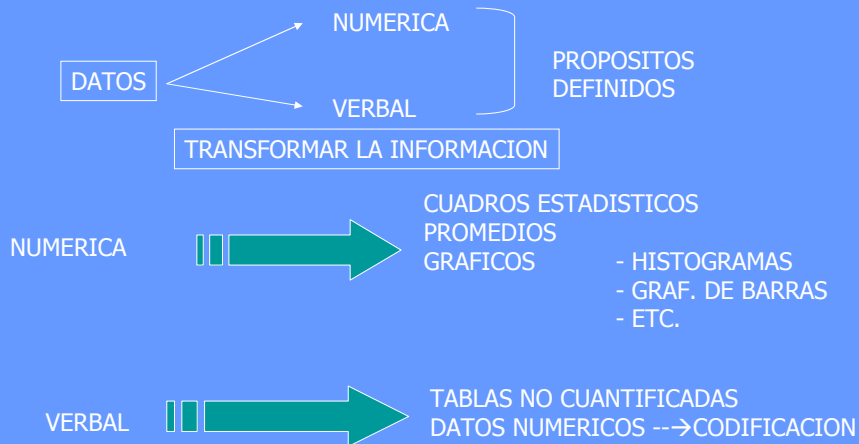 NUMERICA
DATOS
PROPOSITOS
DEFINIDOS
VERBAL
TRANSFORMAR LA INFORMACION
NUMERICA
CUADROS ESTADISTICOS
PROMEDIOS
GRAFICOS - HISTOGRAMAS
- GRAF. DE BARRAS
- ETC.
VERBAL
TABLAS NO CUANTIFICADAS
DATOS NUMERICOS --→CODIFICACION